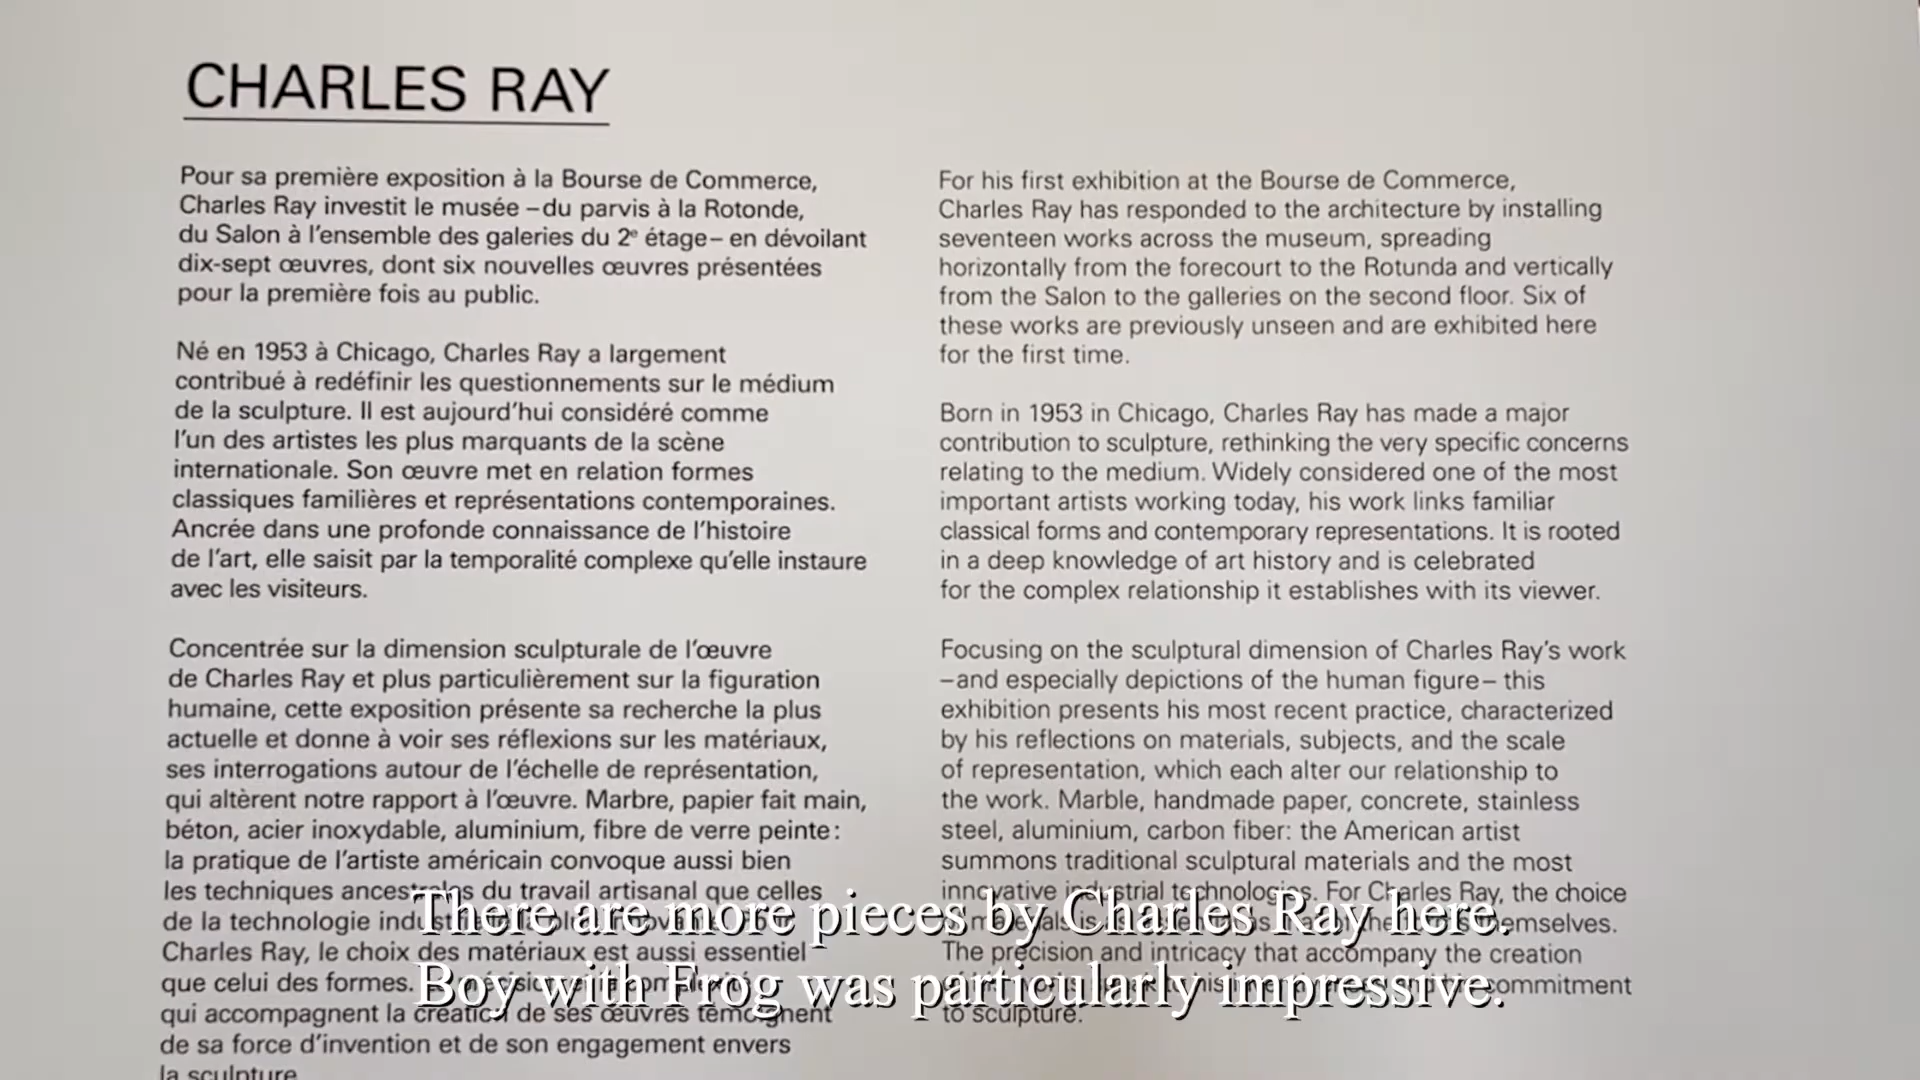 CHARLES RAY
Pour sa première exposition à la Bourse de Commerce,
Charles Ray investit le musée –du parvis à la Rotonde,
du Salon à l’ensemble des galeries du 2e étage– en dévoilant
dix-sept œuvres, dont six nouvelles œuvres présentées
pour la première fois au public.
Né en 1953 à Chicago, Charles Ray a largement
contribué à redéfinir les questionnements sur le médium
de la sculpture. Il est aujourd’hui considéré comme
l’un des artistes les plus marquants de la scène
internationale. Son œuvre met en relation formes
classiques familières et représentations contemporaines.
Ancrée dans une profonde connaissance de l’histoire
de l’art, elle saisit par la temporalité complexe qu’elle instaure
avec les visiteurs.
Concentrée sur la dimension sculpturale de l’œuvre
de Charles Ray et plus particulièrement sur la figuration
humaine, cette exposition présente sa recherche la plus
actuelle et donne à voir ses réflexions sur les matériaux,
ses interrogations autour de l’échelle de représentation,
qui altèrent notre rapport à l’œuvre. Marbre, papier fait main,
béton, acier inoxydable, aluminium, fibre de verre peinte :
la pratique de l’artiste américain convoque aussi bien
les techniques ancestrales du travail artisanal que celles
de la technologie
Charles Ray, le choix des matériaux est aussi essentiel
que celui des formes.
qui accompagnent la création de ses œuvres témoignent
de sa force d’invention et de son engagement envers
la sculpture.
For his first exhibition at the Bourse de Commerce,
Charles Ray has responded to the architecture by installing
seventeen works across the museum, spreading
horizontally from the forecourt to the Rotunda and vertically
from the Salon to the galleries on the second floor. Six of
these works are previously unseen and are exhibited here
for the first time.
Born in 1953 in Chicago, Charles Ray has made a major
contribution to sculpture, rethinking the very specific concerns
relating to the medium. Widely considered one of the most
important artists working today, his work links familiar
classical forms and contemporary representations. It is rooted
in a deep knowledge of art history and is celebrated
for the complex relationship it establishes with its viewer.
Focusing on the sculptural dimension of Charles Ray’s work
–and especially depictions of the human figure– this
exhibition presents his most recent practice, characterized
by his reflections on materials, subjects, and the scale
of representation, which each alter our relationship to
the work. Marble, handmade paper, concrete, stainless
steel, aluminium, carbon fiber: the American artist
summons traditional sculptural materials and the most
innovative industrial technologies. For Charles Ray, the choice
themselves.
The precision and intricacy that accompany the creation
commitment
to sculpture.
There are more pieces by Charles Ray here.
Boy with Frog was particularly impressive.